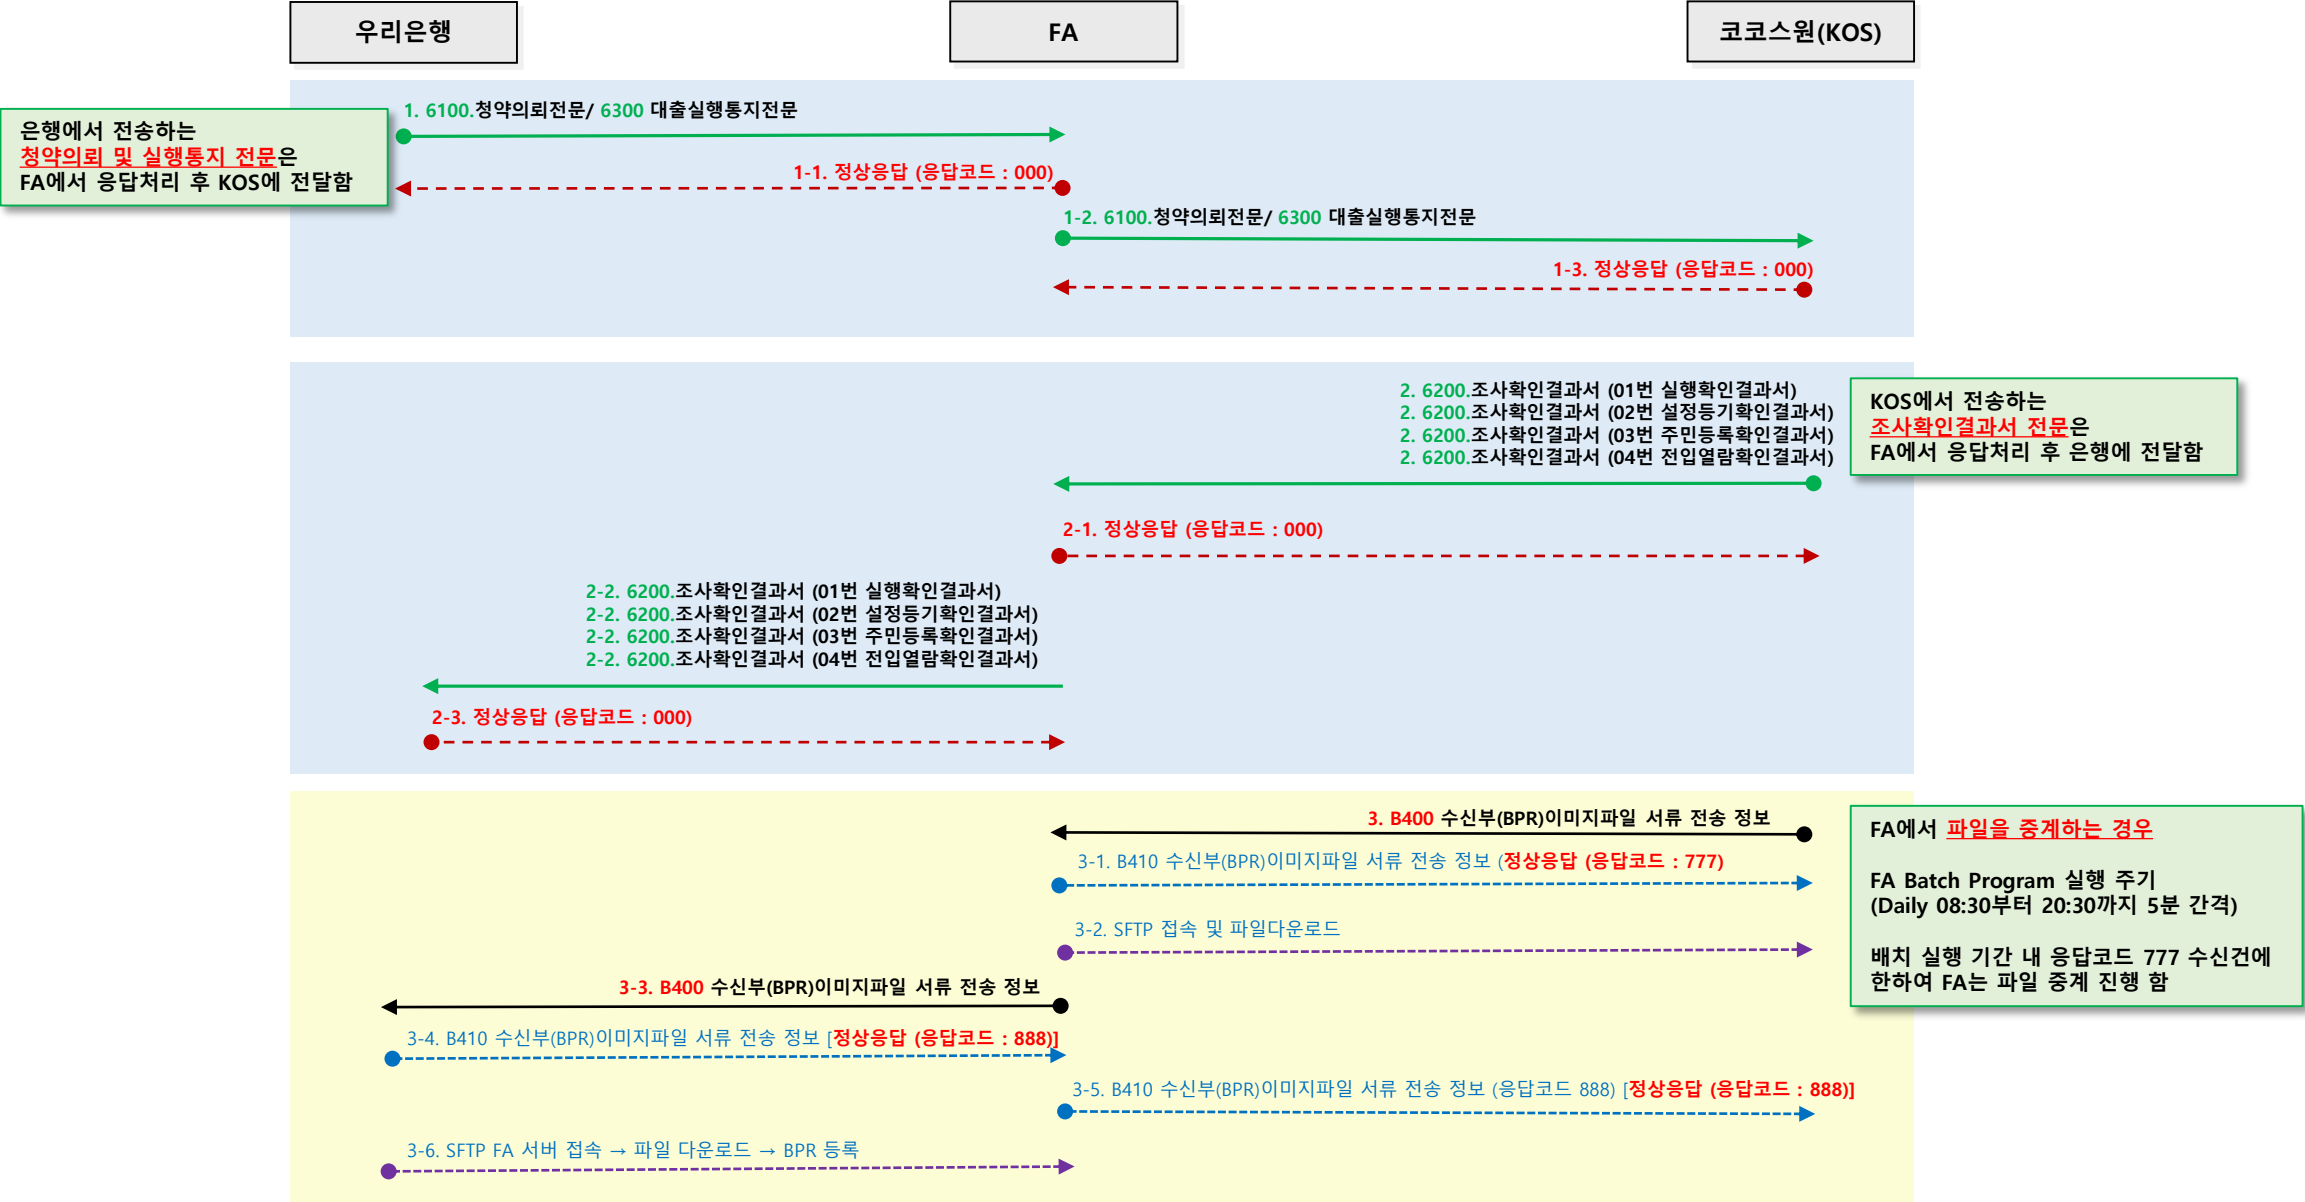 우리은행
FA
코코스원(KOS)
1. 6100.청약의뢰전문/ 6300 대출실행통지전문
은행에서 전송하는
청약의뢰 및 실행통지 전문은
FA에서 응답처리 후 KOS에 전달함
1-1. 정상응답 (응답코드 : 000)
1-2. 6100.청약의뢰전문/ 6300 대출실행통지전문
1-3. 정상응답 (응답코드 : 000)
2. 6200.조사확인결과서 (01번 실행확인결과서)
2. 6200.조사확인결과서 (02번 설정등기확인결과서)
2. 6200.조사확인결과서 (03번 주민등록확인결과서)
2. 6200.조사확인결과서 (04번 전입열람확인결과서)
KOS에서 전송하는
조사확인결과서 전문은
FA에서 응답처리 후 은행에 전달함
2-1. 정상응답 (응답코드 : 000)
2-2. 6200.조사확인결과서 (01번 실행확인결과서)
2-2. 6200.조사확인결과서 (02번 설정등기확인결과서)
2-2. 6200.조사확인결과서 (03번 주민등록확인결과서)
2-2. 6200.조사확인결과서 (04번 전입열람확인결과서)
2-3. 정상응답 (응답코드 : 000)
3. B400 수신부(BPR)이미지파일 서류 전송 정보
3-1. B410 수신부(BPR)이미지파일 서류 전송 정보 (정상응답 (응답코드 : 777)
3-2. SFTP 접속 및 파일다운로드
FA에서 파일을 중계하는 경우
FA Batch Program 실행 주기
(Daily 08:30부터 20:30까지 5분 간격)
배치 실행 기간 내 응답코드 777 수신건에
한하여 FA는 파일 중계 진행 함
3-3. B400 수신부(BPR)이미지파일 서류 전송 정보
3-4. B410 수신부(BPR)이미지파일 서류 전송 정보 [정상응답 (응답코드 : 888)]
3-5. B410 수신부(BPR)이미지파일 서류 전송 정보 (응답코드 888) [정상응답 (응답코드 : 888)]
3-6. SFTP FA 서버 접속 → 파일 다운로드 → BPR 등록